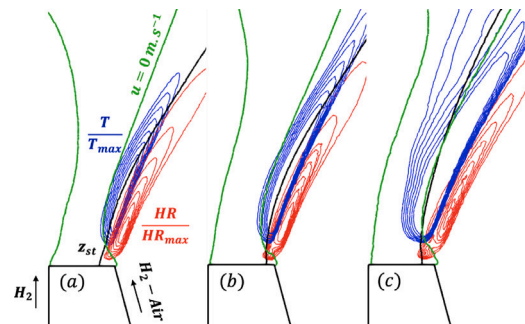 u = 0 m.s⁻¹
T
T_max
HR
HR_max
z_st
H₂
(a)
H₂ − Air
(b)
(c)